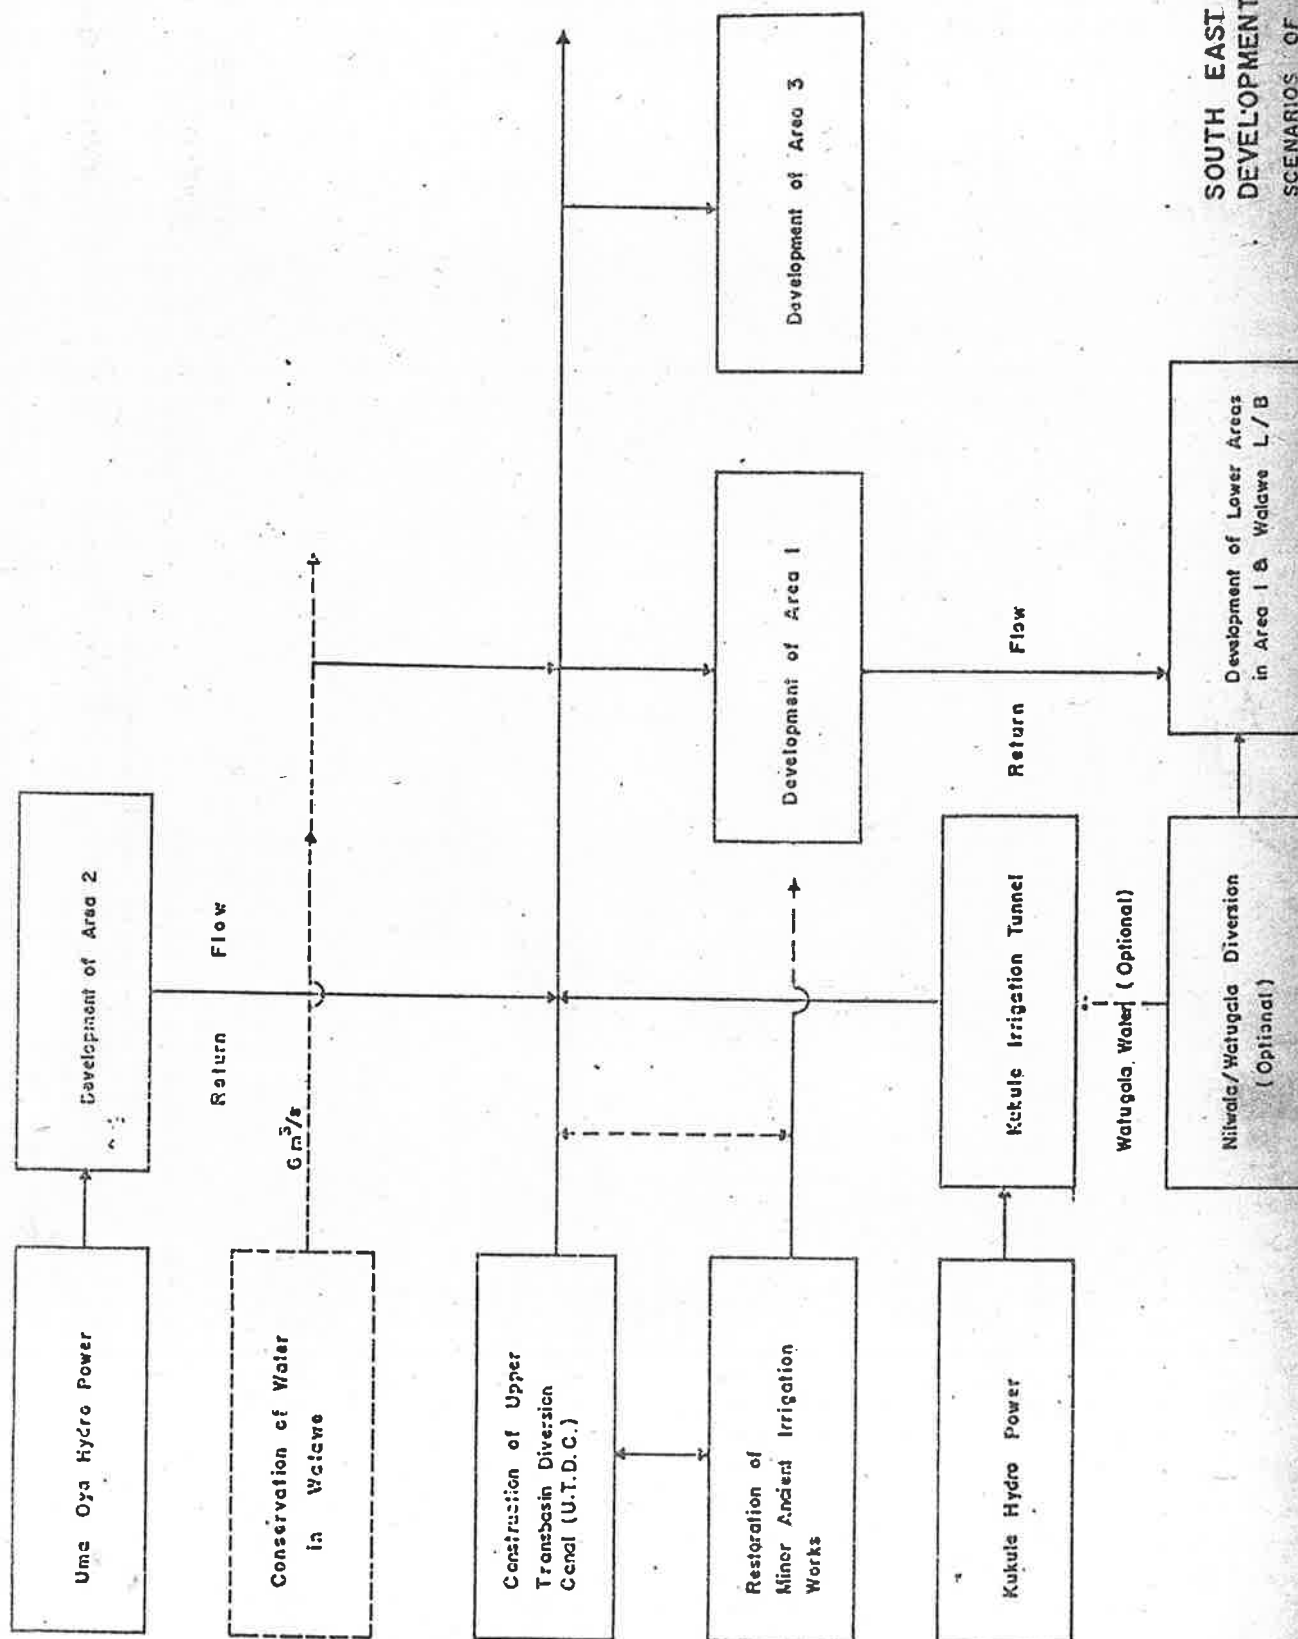 Uma Oya Hydro Power
Development of Area 2
Return Flow
Conservation of Water
in Walawe
6 m³/s
Construction of Upper
Transbasin Diversion
Canal (U.T.D.C.)
Restoration of
Minor Ancient Irrigation
Works
Development of Area 1
Development of Area 3
Return Flow
Kukule Hydro Power
Kukule Irrigation Tunnel
Watugala Water (Optional)
Nilwala/Watugala Diversion
(Optional)
Development of Lower Areas
in Area 1 & Walawe L/B
SOUTH EAST
DEVELOPMENT
SCENARIOS OF